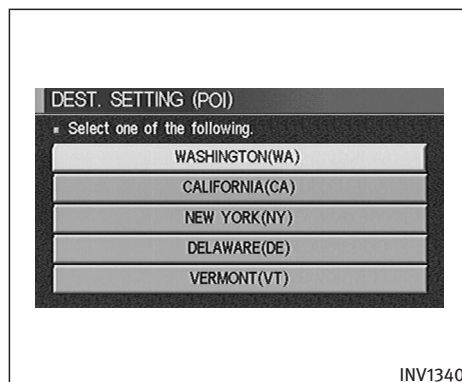 DEST. SETTING (POI)
▪ Select one of the following.
WASHINGTON(WA)
CALIFORNIA(CA)
NEW YORK(NY)
DELAWARE(DE)
VERMONT(VT)
INV1340